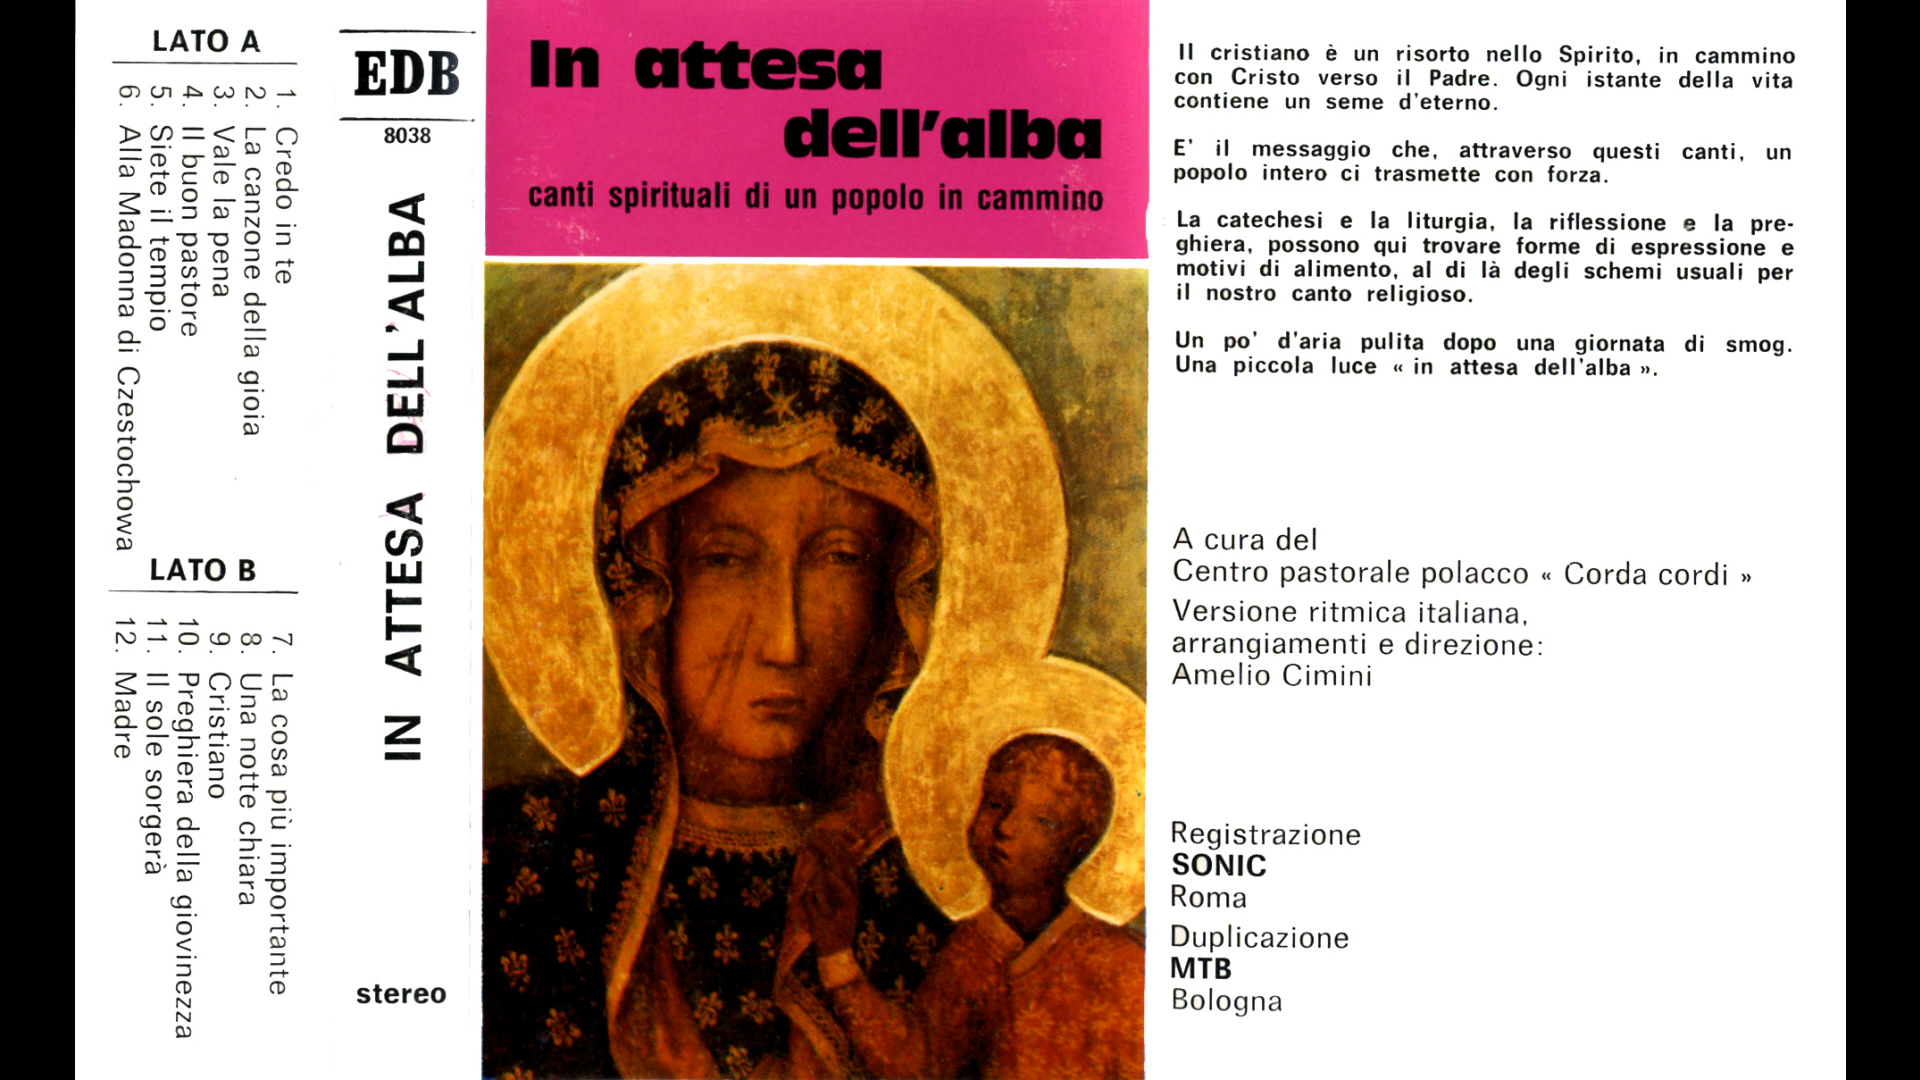 LATO A
1. Credo in te
2. La canzone della gioia
3. Vale la pena
4. Il buon pastore
5. Siete il tempio
6. Alla Madonna di Czestochowa
LATO B
7. La cosa più importante
8. Una notte chiara
9. Cristiano
10. Preghiera della giovinezza
11. Il sole sorgerà
12. Madre
EDB
8038
IN ATTESA DELL'ALBA
stereo
In attesa
dell'alba
canti spirituali di un popolo in cammino
Il cristiano è un risorto nello Spirito, in cammino
con Cristo verso il Padre. Ogni istante della vita
contiene un seme d'eterno.
E' il messaggio che, attraverso questi canti, un
popolo intero ci trasmette con forza.
La catechesi e la liturgia, la riflessione e la pre-
ghiera, possono qui trovare forme di espressione e
motivi di alimento, al di là degli schemi usuali per
il nostro canto religioso.
Un po' d'aria pulita dopo una giornata di smog.
Una piccola luce « in attesa dell'alba ».
A cura del
Centro pastorale polacco « Corda cordi »
Versione ritmica italiana,
arrangiamenti e direzione:
Amelio Cimini
Registrazione
SONIC
Roma
Duplicazione
MTB
Bologna